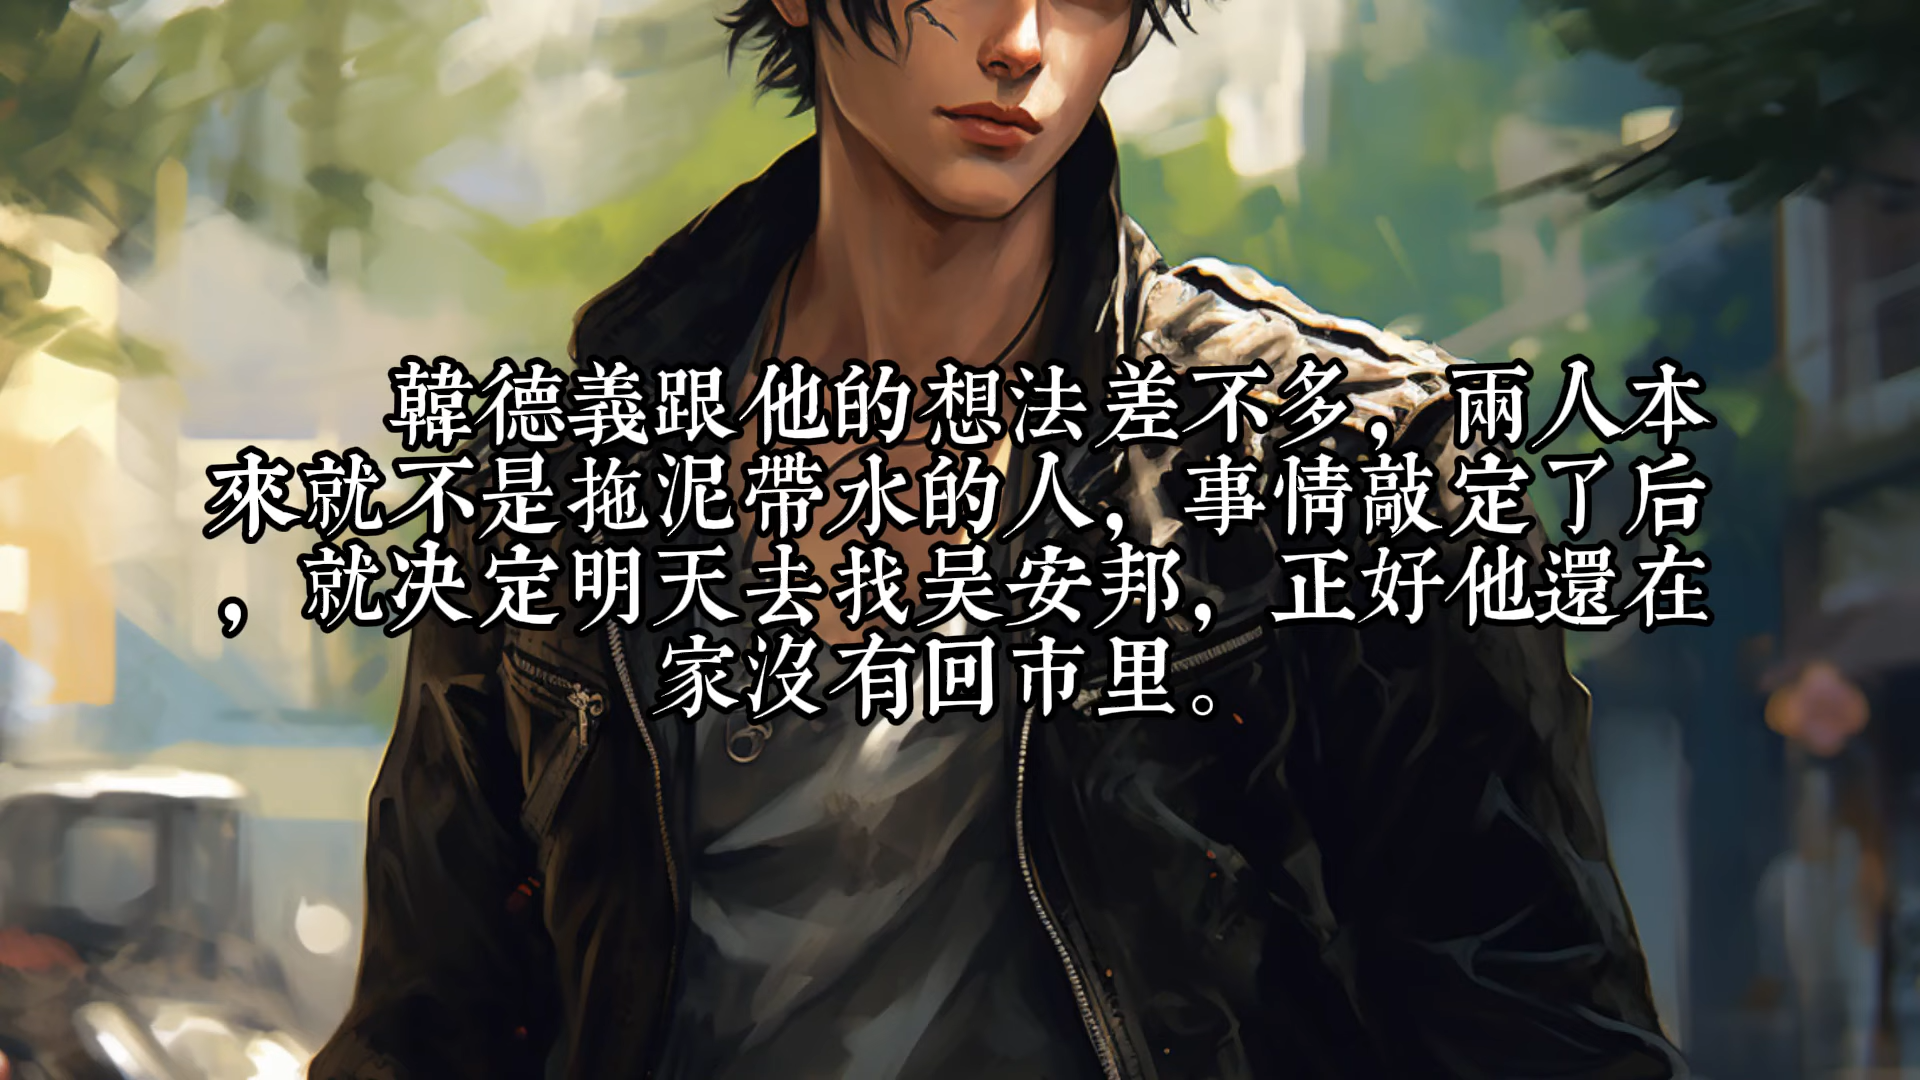 韓德義跟他的想法差不多，兩人本
來就不是拖泥帶水的人，事情敲定了后
，就决定明天去找吴安邦，正好他還在
家沒有回市里。